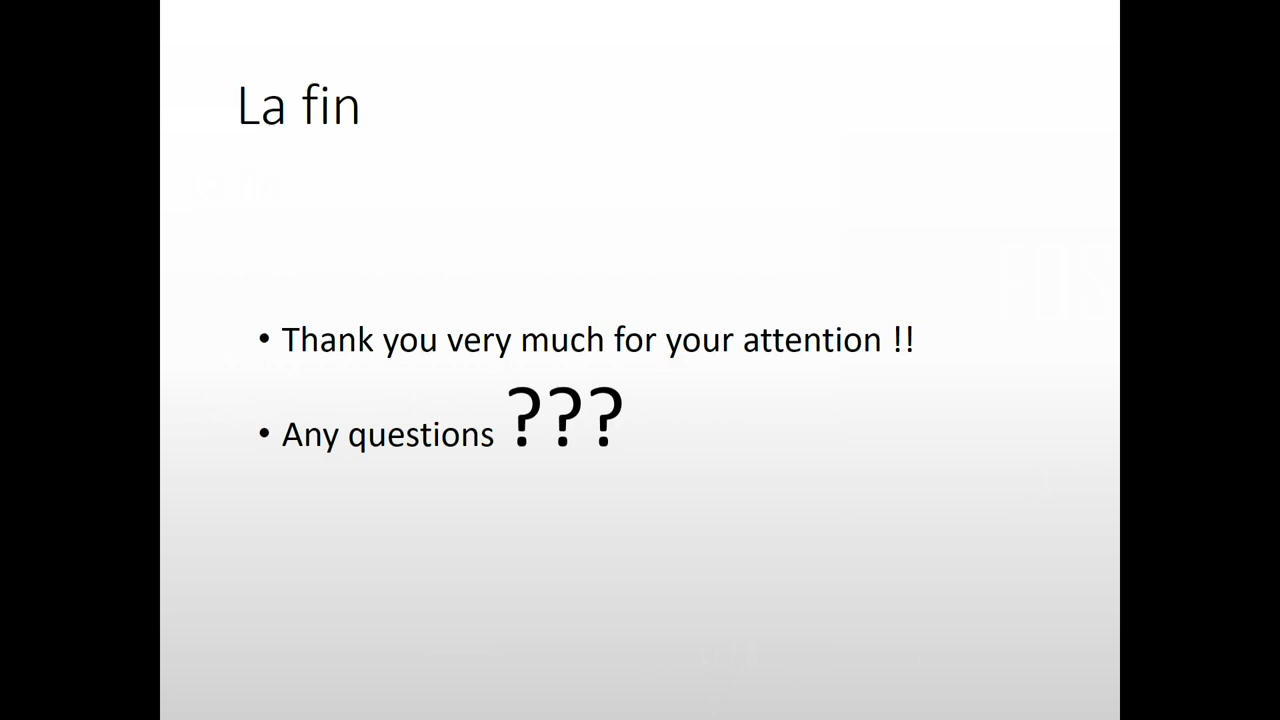 La fin
• Thank you very much for your attention !!
• Any questions ???